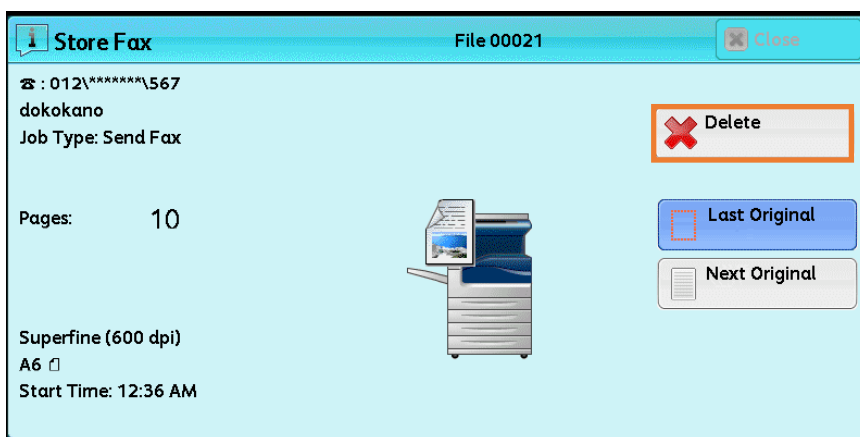 Store Fax
File 00021
Close
☎ : 012\*******\567
dokokano
Job Type: Send Fax
Delete
Pages: 10
Last Original
Next Original
Superfine (600 dpi)
A6
Start Time: 12:36 AM